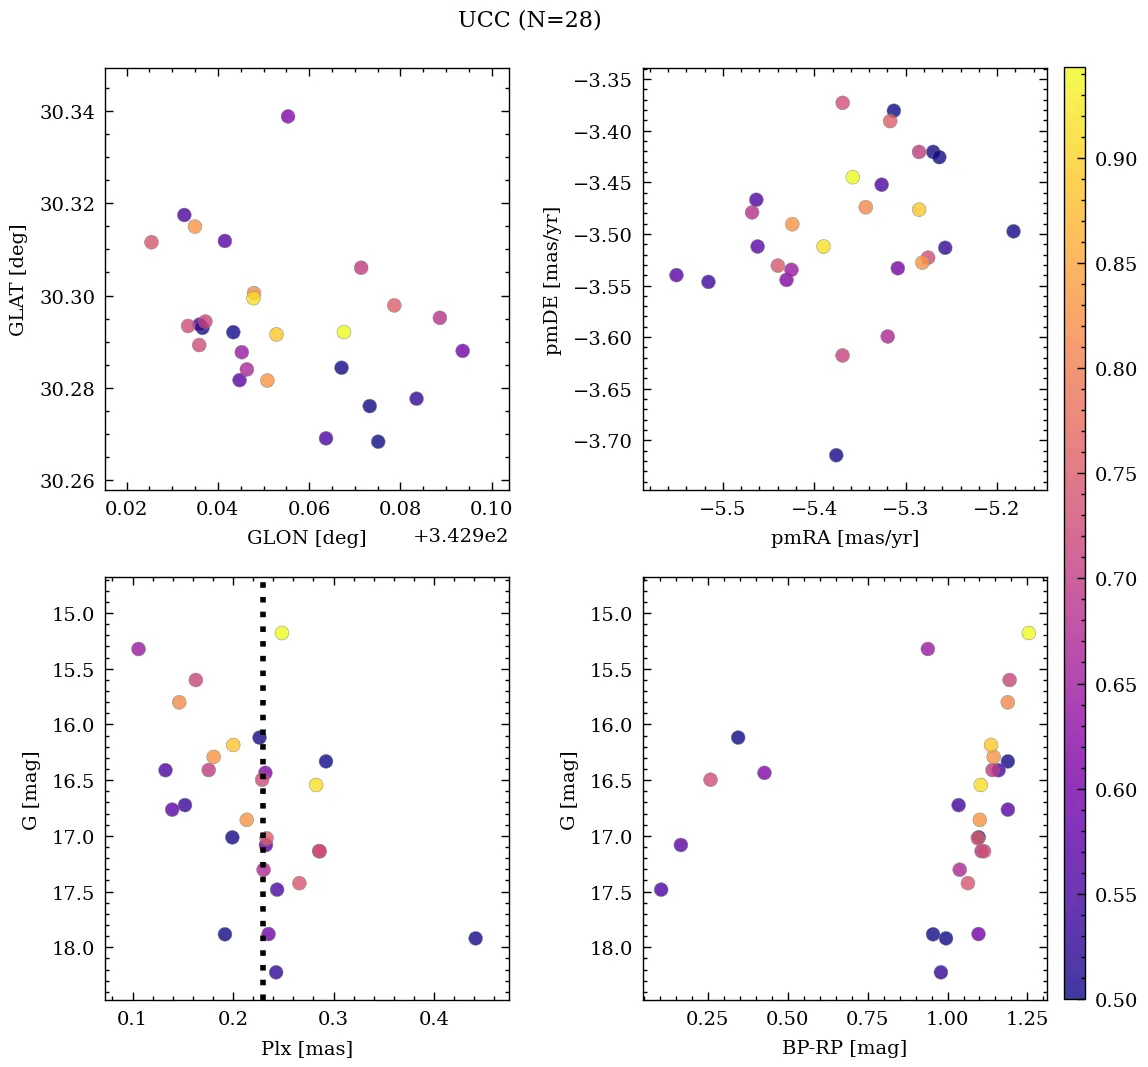 UCC (N=28)
30.34
30.32
30.30
30.28
30.26
GLAT [deg]
0.02 0.04 0.06 0.08 0.10
GLON [deg] +3.429e2
−3.35
−3.40
−3.45
−3.50
−3.55
−3.60
−3.65
−3.70
pmDE [mas/yr]
−5.5 −5.4 −5.3 −5.2
pmRA [mas/yr]
15.0
15.5
16.0
16.5
17.0
17.5
18.0
G [mag]
0.1 0.2 0.3 0.4
Plx [mas]
15.0
15.5
16.0
16.5
17.0
17.5
18.0
G [mag]
0.25 0.50 0.75 1.00 1.25
BP-RP [mag]
0.90
0.85
0.80
0.75
0.70
0.65
0.60
0.55
0.50